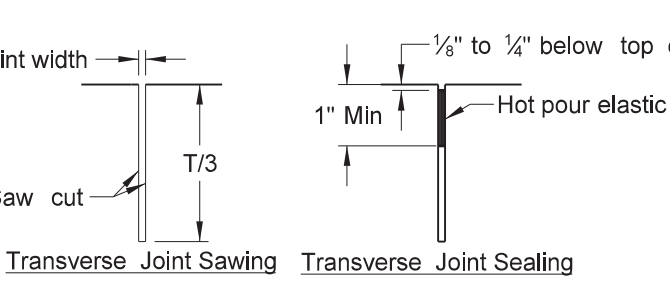 int width
1/8" to 1/4" below top
1" Min
Hot pour elastic
T/3
Saw cut
Transverse Joint Sawing
Transverse Joint Sealing